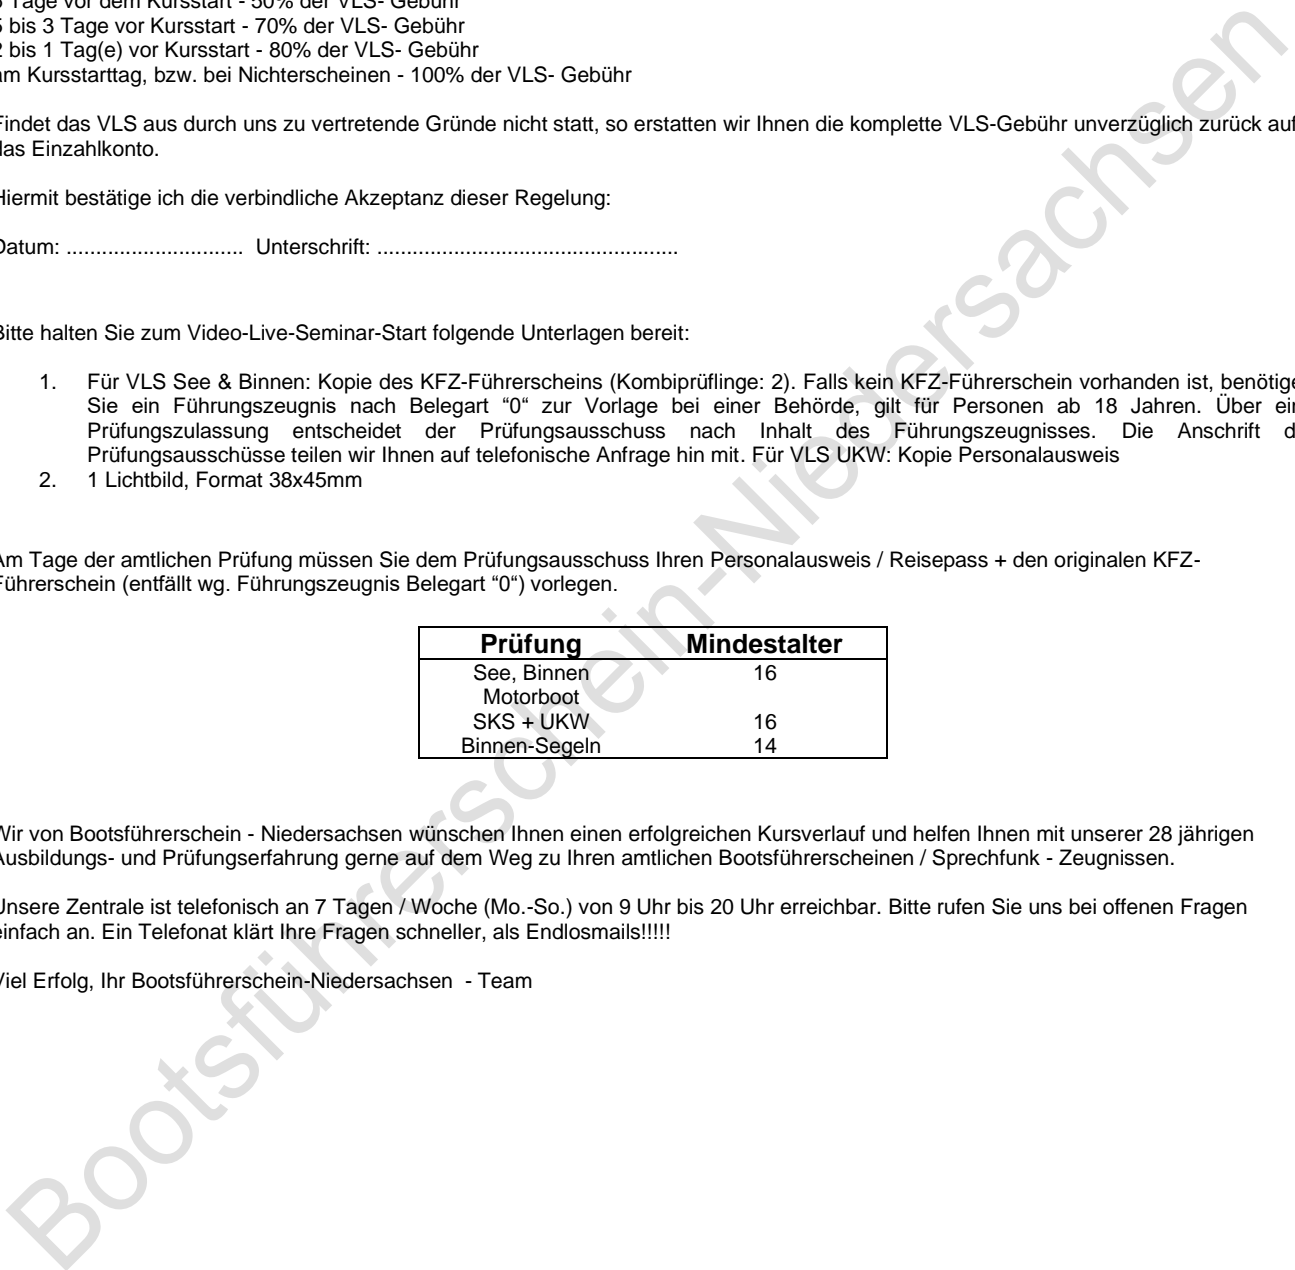 Tage vor dem Kursstart - 50% der VLS- Gebühr
5 bis 3 Tage vor Kursstart - 70% der VLS- Gebühr
2 bis 1 Tag(e) vor Kursstart - 80% der VLS- Gebühr
am Kursstarttag, bzw. bei Nichterscheinen - 100% der VLS- Gebühr
Findet das VLS aus durch uns zu vertretende Gründe nicht statt, so erstatten wir Ihnen die komplette VLS-Gebühr unverzüglich zurück auf
das Einzahlkonto.
Hiermit bestätige ich die verbindliche Akzeptanz dieser Regelung:
Datum: .............................. Unterschrift: ...................................................
Bitte halten Sie zum Video-Live-Seminar-Start folgende Unterlagen bereit:
1. Für VLS See & Binnen: Kopie des KFZ-Führerscheins (Kombiprüflinge: 2). Falls kein KFZ-Führerschein vorhanden ist, benötige
Sie ein Führungszeugnis nach Belegart “0“ zur Vorlage bei einer Behörde, gilt für Personen ab 18 Jahren. Über ein
Prüfungszulassung entscheidet der Prüfungsausschuss nach Inhalt des Führungszeugnisses. Die Anschrift d
Prüfungsausschüsse teilen wir Ihnen auf telefonische Anfrage hin mit. Für VLS UKW: Kopie Personalausweis
2. 1 Lichtbild, Format 38x45mm
Am Tage der amtlichen Prüfung müssen Sie dem Prüfungsausschuss Ihren Personalausweis / Reisepass + den originalen KFZ-
Führerschein (entfällt wg. Führungszeugnis Belegart “0“) vorlegen.
Prüfung Mindestalter
See, Binnen 16
Motorboot
SKS + UKW 16
Binnen-Segeln 14
Wir von Bootsführerschein - Niedersachsen wünschen Ihnen einen erfolgreichen Kursverlauf und helfen Ihnen mit unserer 28 jährigen
Ausbildungs- und Prüfungserfahrung gerne auf dem Weg zu Ihren amtlichen Bootsführerscheinen / Sprechfunk - Zeugnissen.
Unsere Zentrale ist telefonisch an 7 Tagen / Woche (Mo.-So.) von 9 Uhr bis 20 Uhr erreichbar. Bitte rufen Sie uns bei offenen Fragen
einfach an. Ein Telefonat klärt Ihre Fragen schneller, als Endlosmails!!!!!
Viel Erfolg, Ihr Bootsführerschein-Niedersachsen - Team
Bootsführerschein-Niedersachsen